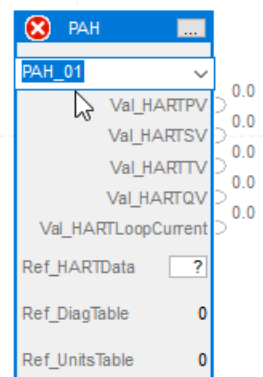 PAH ...
PAH_01
Val_HARTPV 0.0
Val_HARTSV 0.0
Val_HARTTV 0.0
Val_HARTQV 0.0
Val_HARTLoopCurrent 0.0
Ref_HARTData ?
Ref_DiagTable 0
Ref_UnitsTable 0